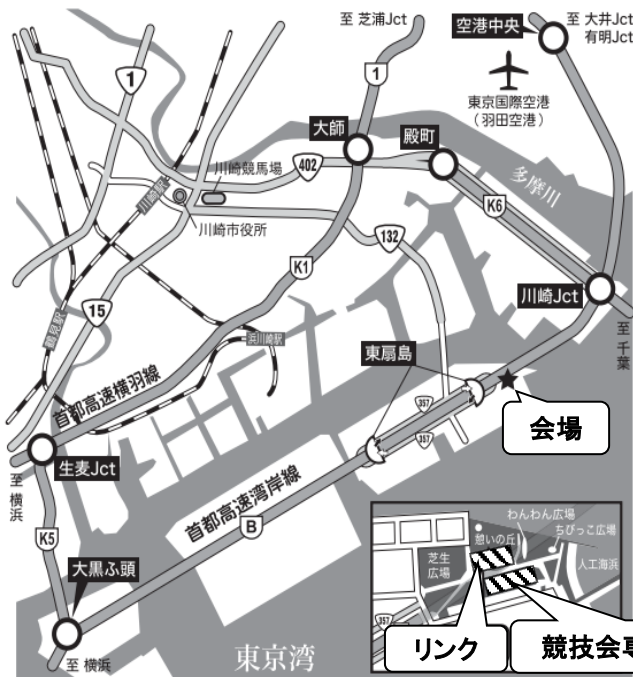 至 芝浦Jct
空港中央
至 大井Jct
有明Jct
1
1
東京国際空港
（羽田空港）
大師
殿町
川崎競馬場
402
多摩川
川崎駅
K6
川崎市役所
132
K1
川崎Jct
15
鶴見駅
浜川崎駅
東扇島
至 千葉
首都高速横羽線
357
会場
357
生麦Jct
至 横浜
首都高速湾岸線
K5
B
わんわん広場
憩いの丘
ちびっこ広場
大黒ふ頭
芝生
広場
人工海浜
357
リンク
競技会専
至 横浜
東京湾